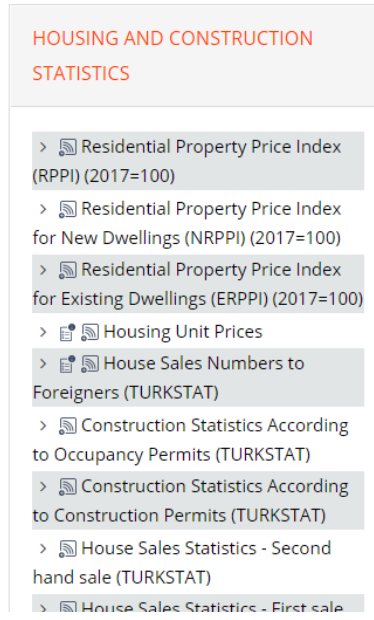 HOUSING AND CONSTRUCTION
STATISTICS
> Residential Property Price Index
(RPPI) (2017=100)
> Residential Property Price Index
for New Dwellings (NRPPI) (2017=100)
> Residential Property Price Index
for Existing Dwellings (ERPPI) (2017=100)
> Housing Unit Prices
> House Sales Numbers to
Foreigners (TURKSTAT)
> Construction Statistics According
to Occupancy Permits (TURKSTAT)
> Construction Statistics According
to Construction Permits (TURKSTAT)
> House Sales Statistics - Second
hand sale (TURKSTAT)
> House Sales Statistics - First sale